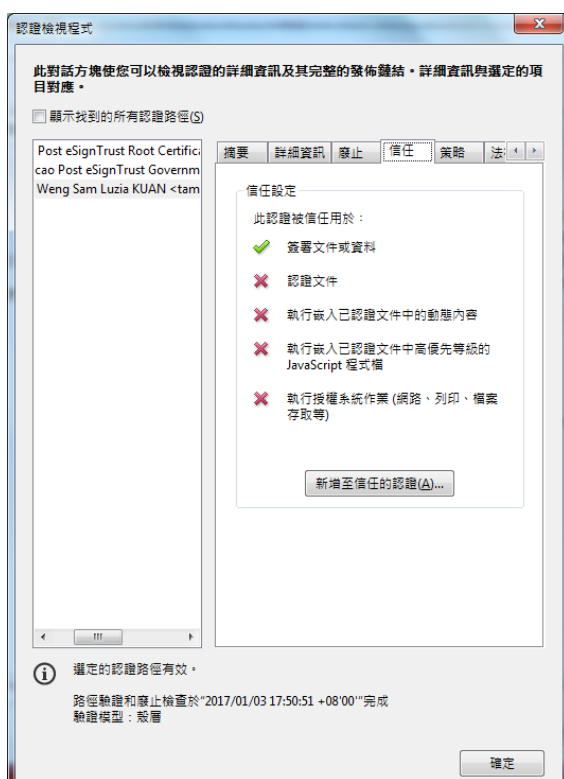 認證檢視程式
此對話方塊使您可以檢視認證的詳細資訊及其完整的發佈鏈結。詳細資訊與選定的項
目對應。
顯示找到的所有認證路徑(S)
Post eSignTrust Root Certific
cao Post eSignTrust Governm
Weng Sam Luzia KUAN <tam
摘要 詳細資訊 廢止 信任 策略 法
信任設定
此認證被信任用於：
簽署文件或資料
認證文件
執行嵌入已認證文件中的動態內容
執行嵌入已認證文件中高優先等級的
JavaScript 程式檔
執行授權系統作業 (網路、列印、檔案
存取等)
新增至信任的認證(A)...
選定的認證路徑有效。
路徑驗證和廢止檢查於"2017/01/03 17:50:51 +08'00'"完成
驗證模型：殼層
確定